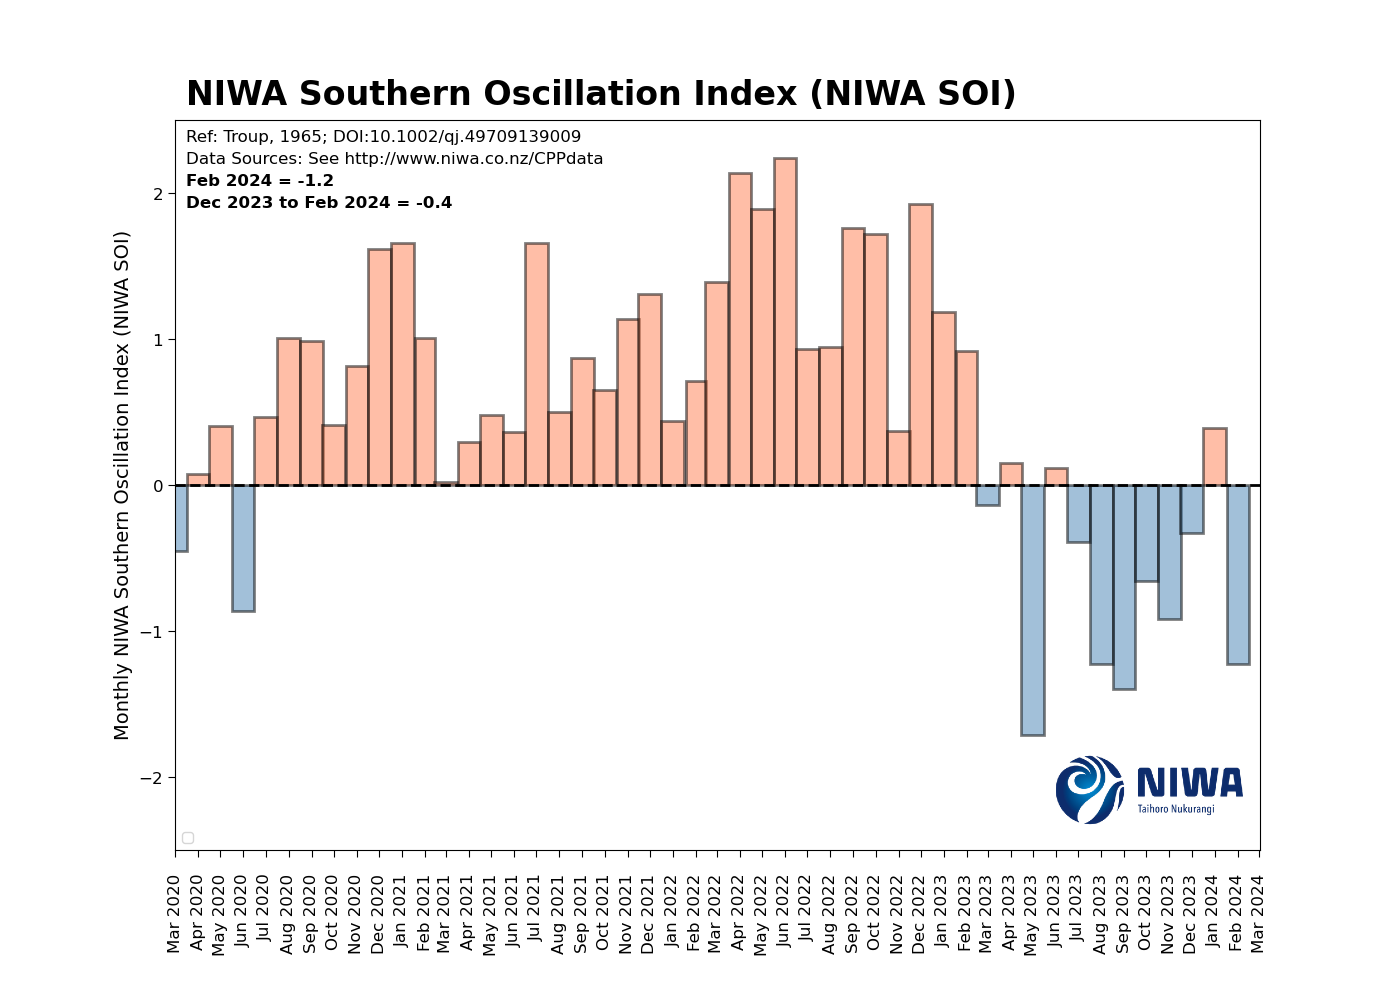 NIWA Southern Oscillation Index (NIWA SOI)
Ref: Troup, 1965; DOI:10.1002/qj.49709139009
Data Sources: See http://www.niwa.co.nz/CPPdata
Feb 2024 = -1.2
Dec 2023 to Feb 2024 = -0.4
Monthly NIWA Southern Oscillation Index (NIWA SOI)
2
1
0
−1
−2
NIWA
Taihoro Nukurangi
Mar 2020
Apr 2020
May 2020
Jun 2020
Jul 2020
Aug 2020
Sep 2020
Oct 2020
Nov 2020
Dec 2020
Jan 2021
Feb 2021
Mar 2021
Apr 2021
May 2021
Jun 2021
Jul 2021
Aug 2021
Sep 2021
Oct 2021
Nov 2021
Dec 2021
Jan 2022
Feb 2022
Mar 2022
Apr 2022
May 2022
Jun 2022
Jul 2022
Aug 2022
Sep 2022
Oct 2022
Nov 2022
Dec 2022
Jan 2023
Feb 2023
Mar 2023
Apr 2023
May 2023
Jun 2023
Jul 2023
Aug 2023
Sep 2023
Oct 2023
Nov 2023
Dec 2023
Jan 2024
Feb 2024
Mar 2024